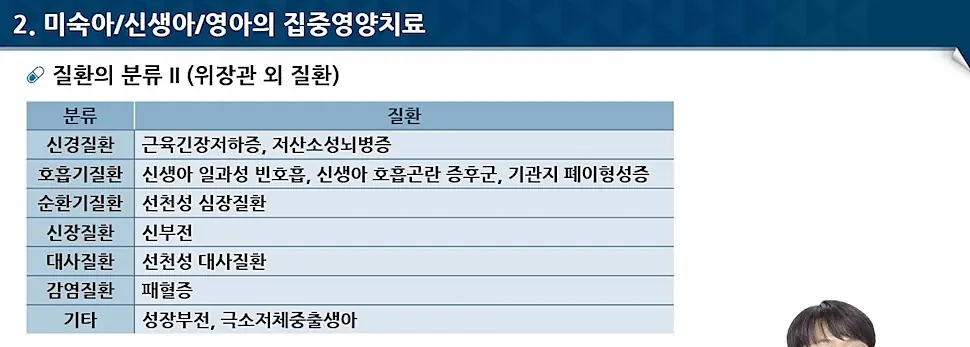 2. 미숙아/신생아/영아의 집중영양치료
질환의 분류 II (위장관 외 질환)
분류 질환
신경질환 근육긴장저하증, 저산소성뇌병증
호흡기질환 신생아 일과성 빈호흡, 신생아 호흡곤란 증후군, 기관지 페이형성증
순환기질환 선천성 심장질환
신장질환 신부전
대사질환 선천성 대사질환
감염질환 패혈증
기타 성장부전, 극소저체중출생아